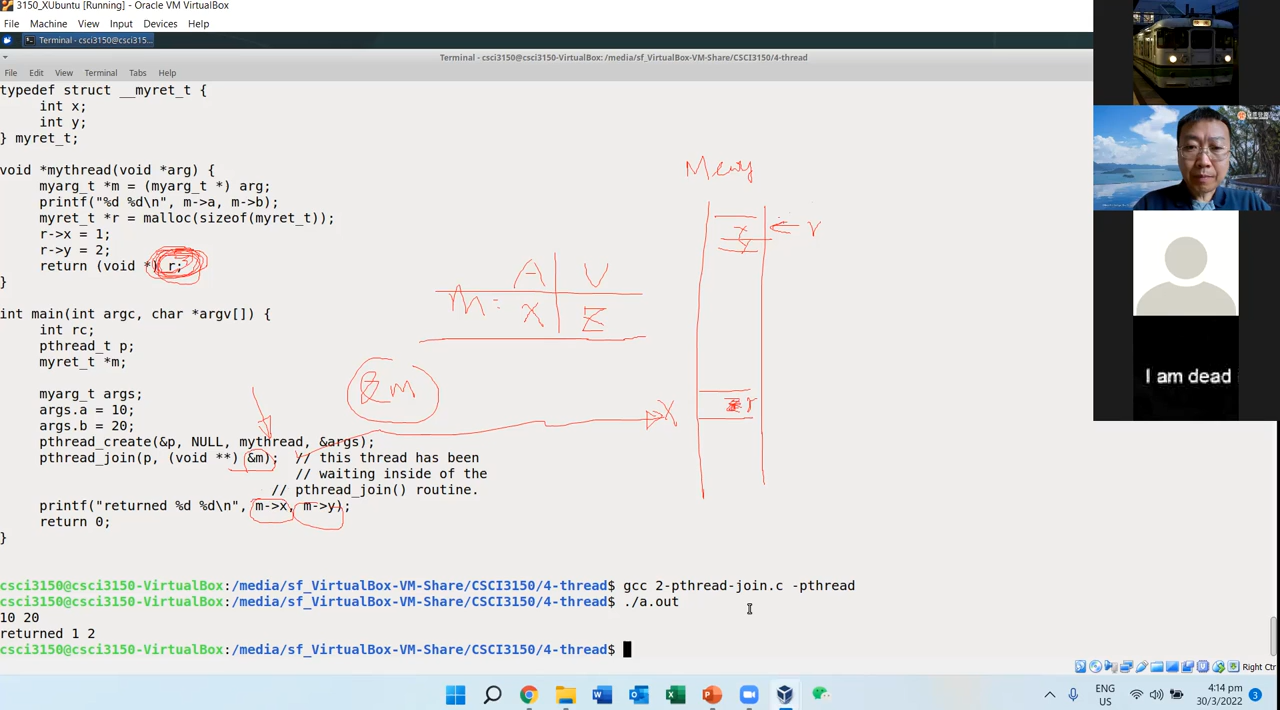 3150_XUbuntu [Running] - Oracle VM VirtualBox
File Machine View Input Devices Help
Terminal - csci3150@csci315...
Terminal - csci3150@csci3150-VirtualBox: /media/sf_VirtualBox-VM-Share/CSCI3150/4-thread
File Edit View Terminal Tabs Help
typedef struct __myret_t {
int x;
int y;
} myret_t;
void *mythread(void *arg) {
myarg_t *m = (myarg_t *) arg;
printf("%d %d\n", m->a, m->b);
myret_t *r = malloc(sizeof(myret_t));
r->x = 1;
r->y = 2;
return (void *) r;
}
int main(int argc, char *argv[]) {
int rc;
pthread_t p;
myret_t *m;
myarg_t args;
args.a = 10;
args.b = 20;
pthread_create(&p, NULL, mythread, &args);
pthread_join(p, (void **) &m); // this thread has been
// waiting inside of the
// pthread_join() routine.
printf("returned %d %d\n", m->x, m->y);
return 0;
}
x
y
r
A V
m: X Z
&m
X
r
csci3150@csci3150-VirtualBox:/media/sf_VirtualBox-VM-Share/CSCI3150/4-thread$ gcc 2-pthread-join.c -pthread
csci3150@csci3150-VirtualBox:/media/sf_VirtualBox-VM-Share/CSCI3150/4-thread$ ./a.out
10 20
returned 1 2
csci3150@csci3150-VirtualBox:/media/sf_VirtualBox-VM-Share/CSCI3150/4-thread$
I am dead
Right Ctr
ENG
US
4:14 pm
30/3/2022
3